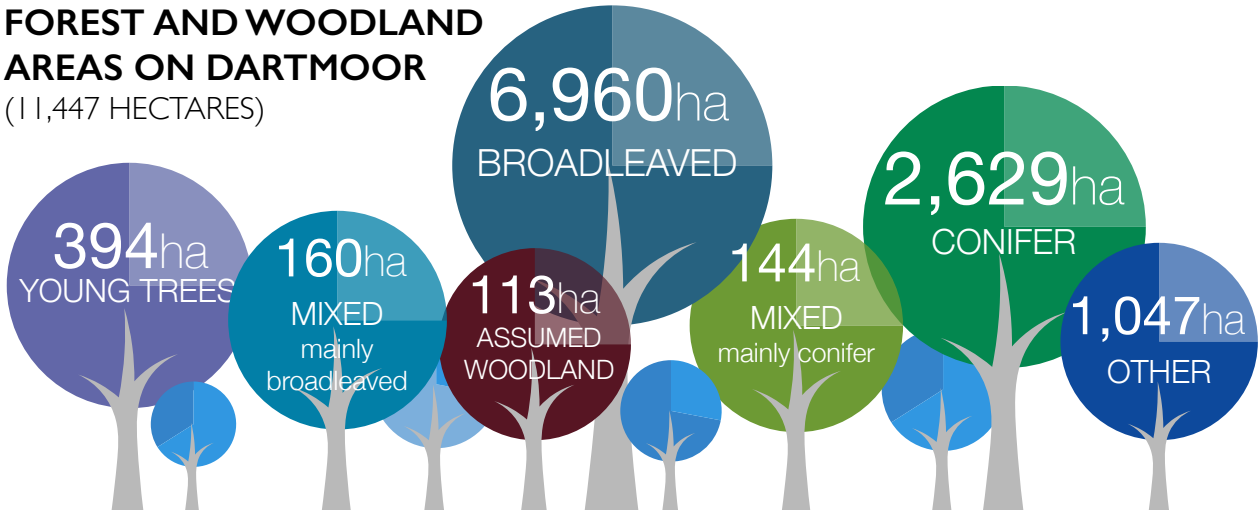 FOREST AND WOODLAND
AREAS ON DARTMOOR
(11,447 HECTARES)
394ha
YOUNG TREES
160ha
MIXED
mainly
broadleaved
113ha
ASSUMED
WOODLAND
6,960ha
BROADLEAVED
144ha
MIXED
mainly conifer
2,629ha
CONIFER
1,047ha
OTHER